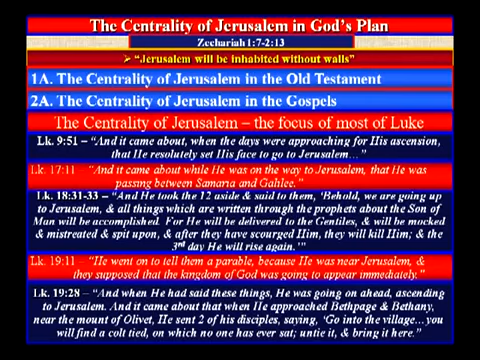 The Centrality of Jerusalem in God's Plan
Zechariah 1:7-2:13
➢ "Jerusalem will be inhabited without walls"
1A. The Centrality of Jerusalem in the Old Testament
2A. The Centrality of Jerusalem in the Gospels
The Centrality of Jerusalem – the focus of most of Luke
Lk. 9:51 – "And it came about, when the days were approaching for His ascension,
that He resolutely set His face to go to Jerusalem…"
Lk. 17:11 – "And it came about while He was on the way to Jerusalem, that He was
passing between Samaria and Galilee.
Lk. 18:31-33 – "And He took the 12 aside & said to them, 'Behold, we are going up
to Jerusalem, & all things which are written through the prophets about the Son of
Man will be accomplished. For He will be delivered to the Gentiles, & will be mocked
& mistreated & spit upon, & after they have scourged Him, they will kill Him; & the
3rd day He will rise again.'"
Lk. 19:11 – "He went on to tell them a parable, because He was near Jerusalem, &
they supposed that the kingdom of God was going to appear immediately."
Lk. 19:28 – "And when He had said these things, He was going on ahead, ascending
to Jerusalem. And it came about that when He approached Bethpage & Bethany,
near the mount of Olivet, He sent 2 of his disciples, saying, 'Go into the village…you
will find a colt tied, on which no one has ever sat; untie it, & bring it here.'"